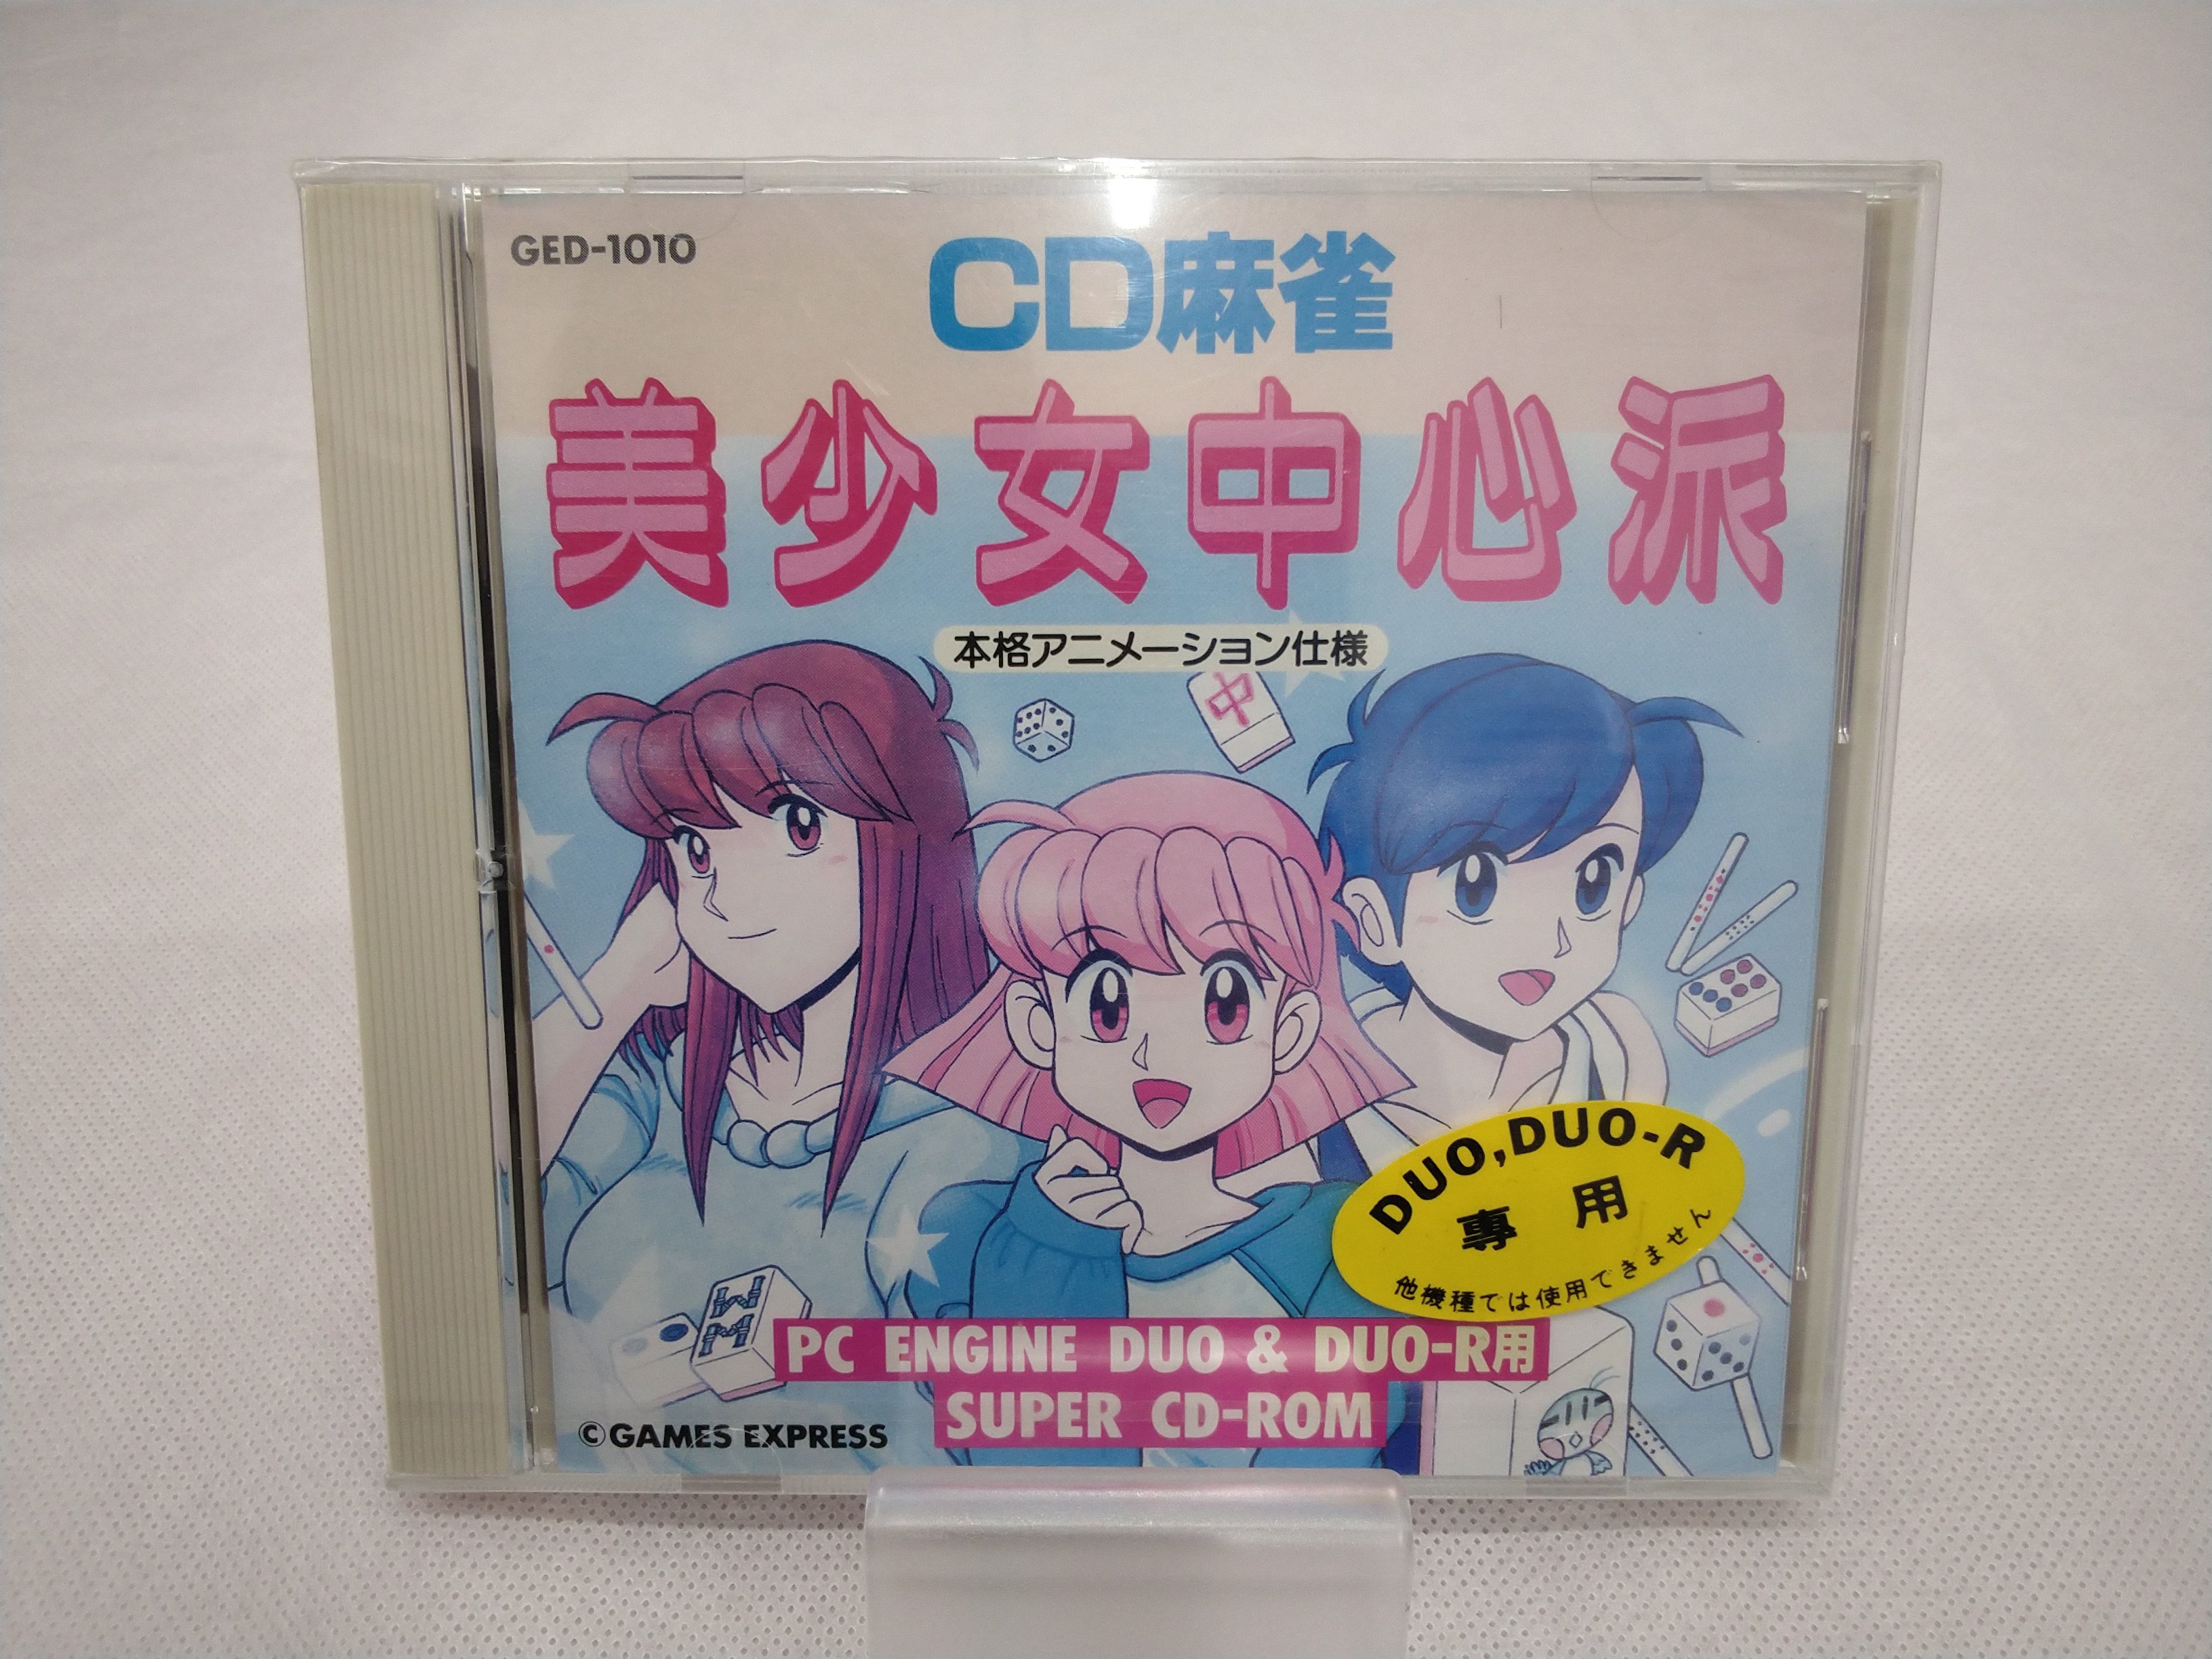 GED-1010
CD麻雀
美少女中心派
本格アニメーション仕様
中
DUO,DUO-R
專用
他機種では使用できません
PC ENGINE DUO & DUO-R用
SUPER CD-ROM
©GAMES EXPRESS